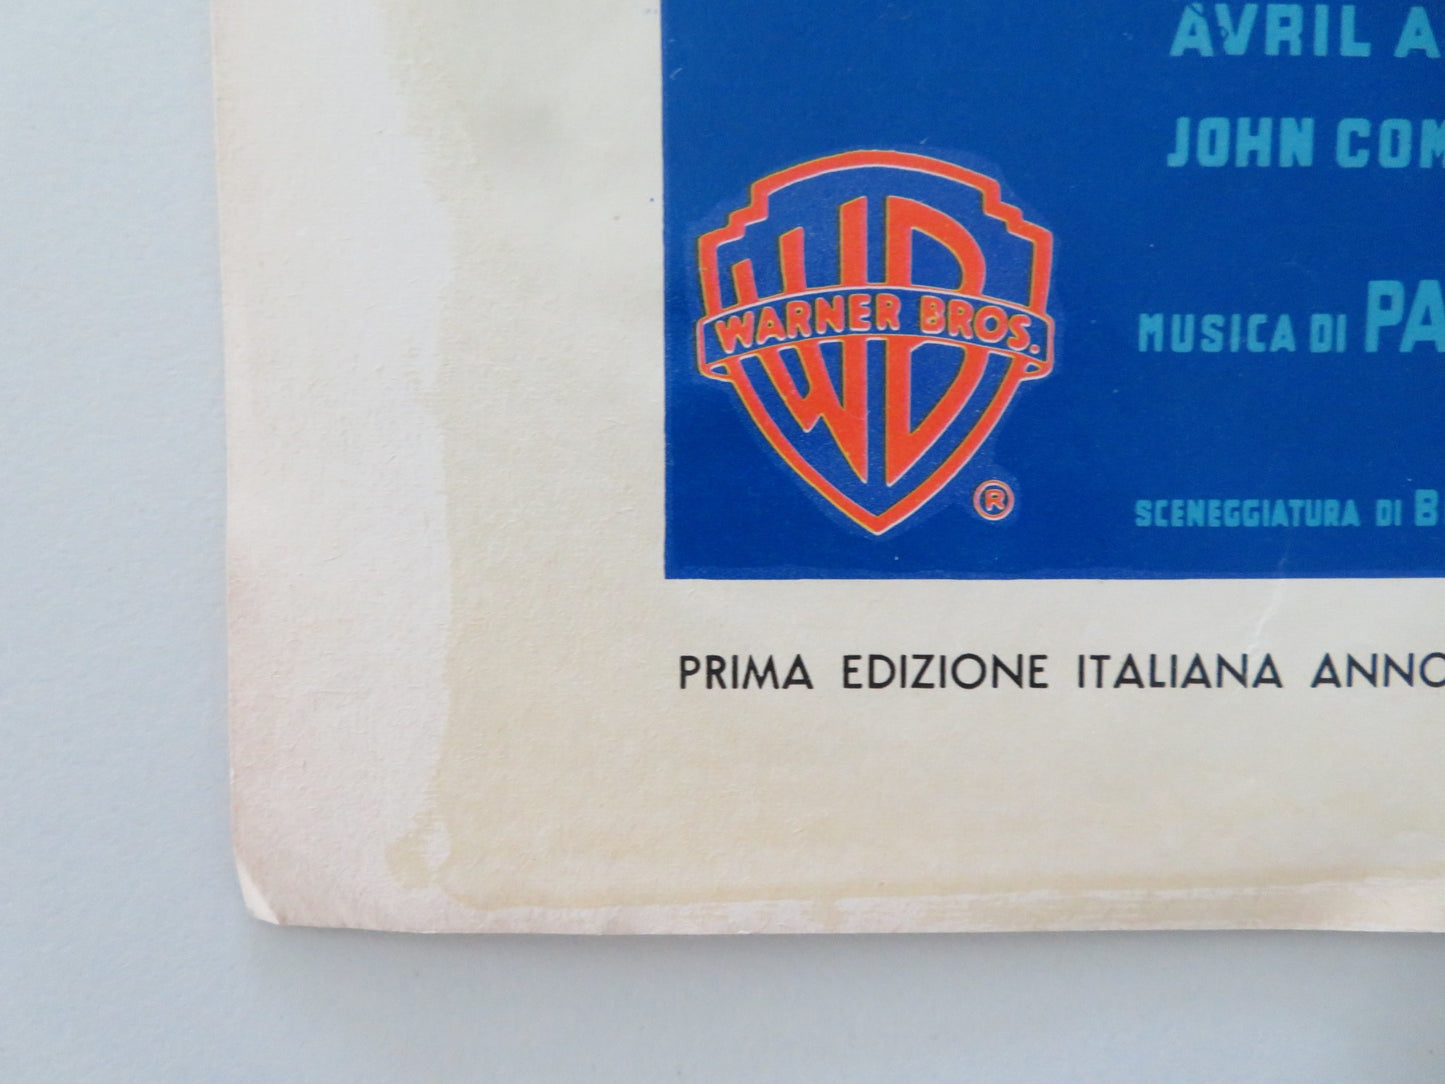 AVRIL A
JOHN COM
WARNER BROS.
MUSICA DI PA
®
SCENEGGIATURA DI B
PRIMA EDIZIONE ITALIANA ANNO